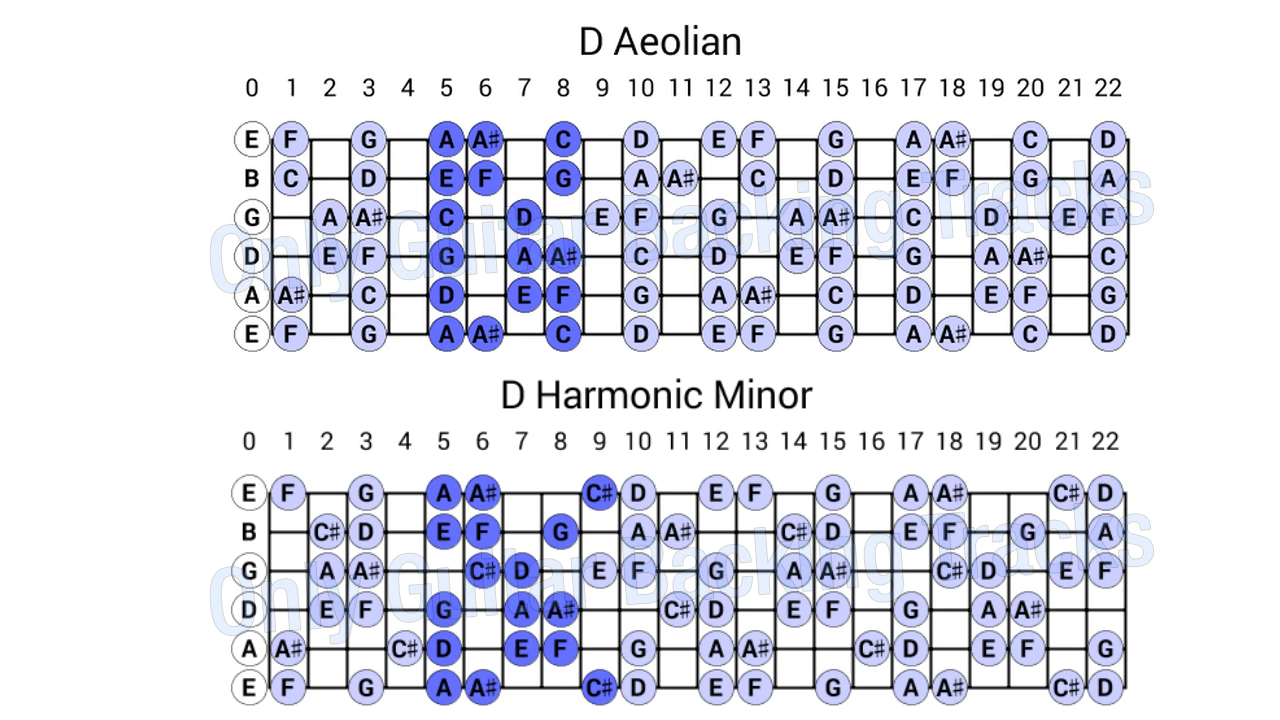 D Aeolian
0 1 2 3 4 5 6 7 8 9 10 11 12 13 14 15 16 17 18 19 20 21 22
E F G A A# C D E F G A A# C D
B C D E F G A A# C D E F G A
G A A# C D E F G A A# C D E F
D E F G A A# C D E F G A A# C
A A# C D E F G A A# C D E F G
E F G A A# C D E F G A A# C D
Only Guitar Backing Tracks
D Harmonic Minor
0 1 2 3 4 5 6 7 8 9 10 11 12 13 14 15 16 17 18 19 20 21 22
E F G A A# C# D E F G A A# C# D
B C# D E F G A A# C# D E F G A
G A A# C# D E F G A A# C# D E F
D E F G A A# C# D E F G A A#
A A# C# D E F G A A# C# D E F G
E F G A A# C# D E F G A A# C# D
Only Guitar Backing Tracks